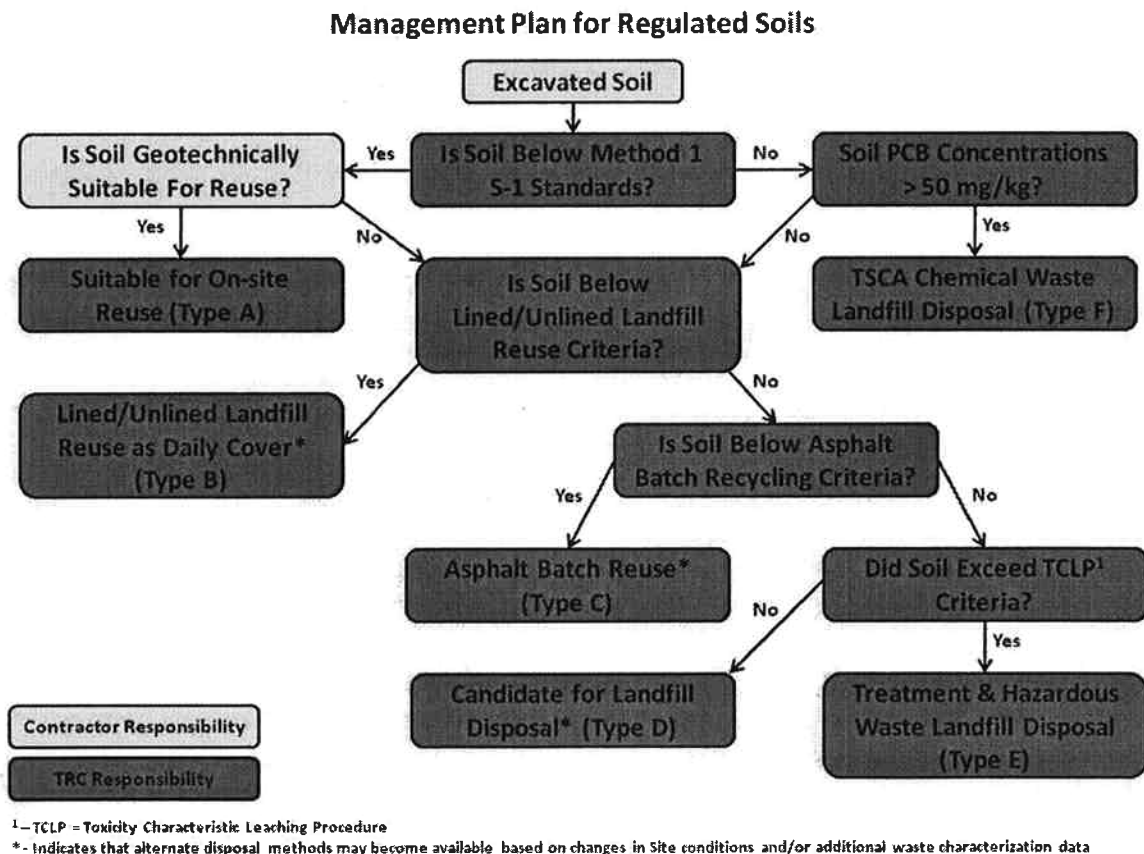 Management Plan for Regulated Soils
Excavated Soil
Is Soil Geotechnically
Suitable For Reuse?
Yes
Is Soil Below Method 1
S-1 Standards?
No
Soil PCB Concentrations
> 50 mg/kg?
Yes
No
No
Yes
Suitable for On-site
Reuse (Type A)
Is Soil Below
Lined/Unlined Landfill
Reuse Criteria?
TSCA Chemical Waste
Landfill Disposal (Type F)
Yes
No
Lined/Unlined Landfill
Reuse as Daily Cover*
(Type B)
Is Soil Below Asphalt
Batch Recycling Criteria?
Yes
No
Asphalt Batch Reuse*
(Type C)
Did Soil Exceed TCLP¹
Criteria?
No
Yes
Candidate for Landfill
Disposal* (Type D)
Treatment & Hazardous
Waste Landfill Disposal
(Type E)
Contractor Responsibility
TRC Responsibility
¹ – TCLP = Toxicity Characteristic Leaching Procedure
* - Indicates that alternate disposal methods may become available based on changes in Site conditions and/or additional waste characterization data